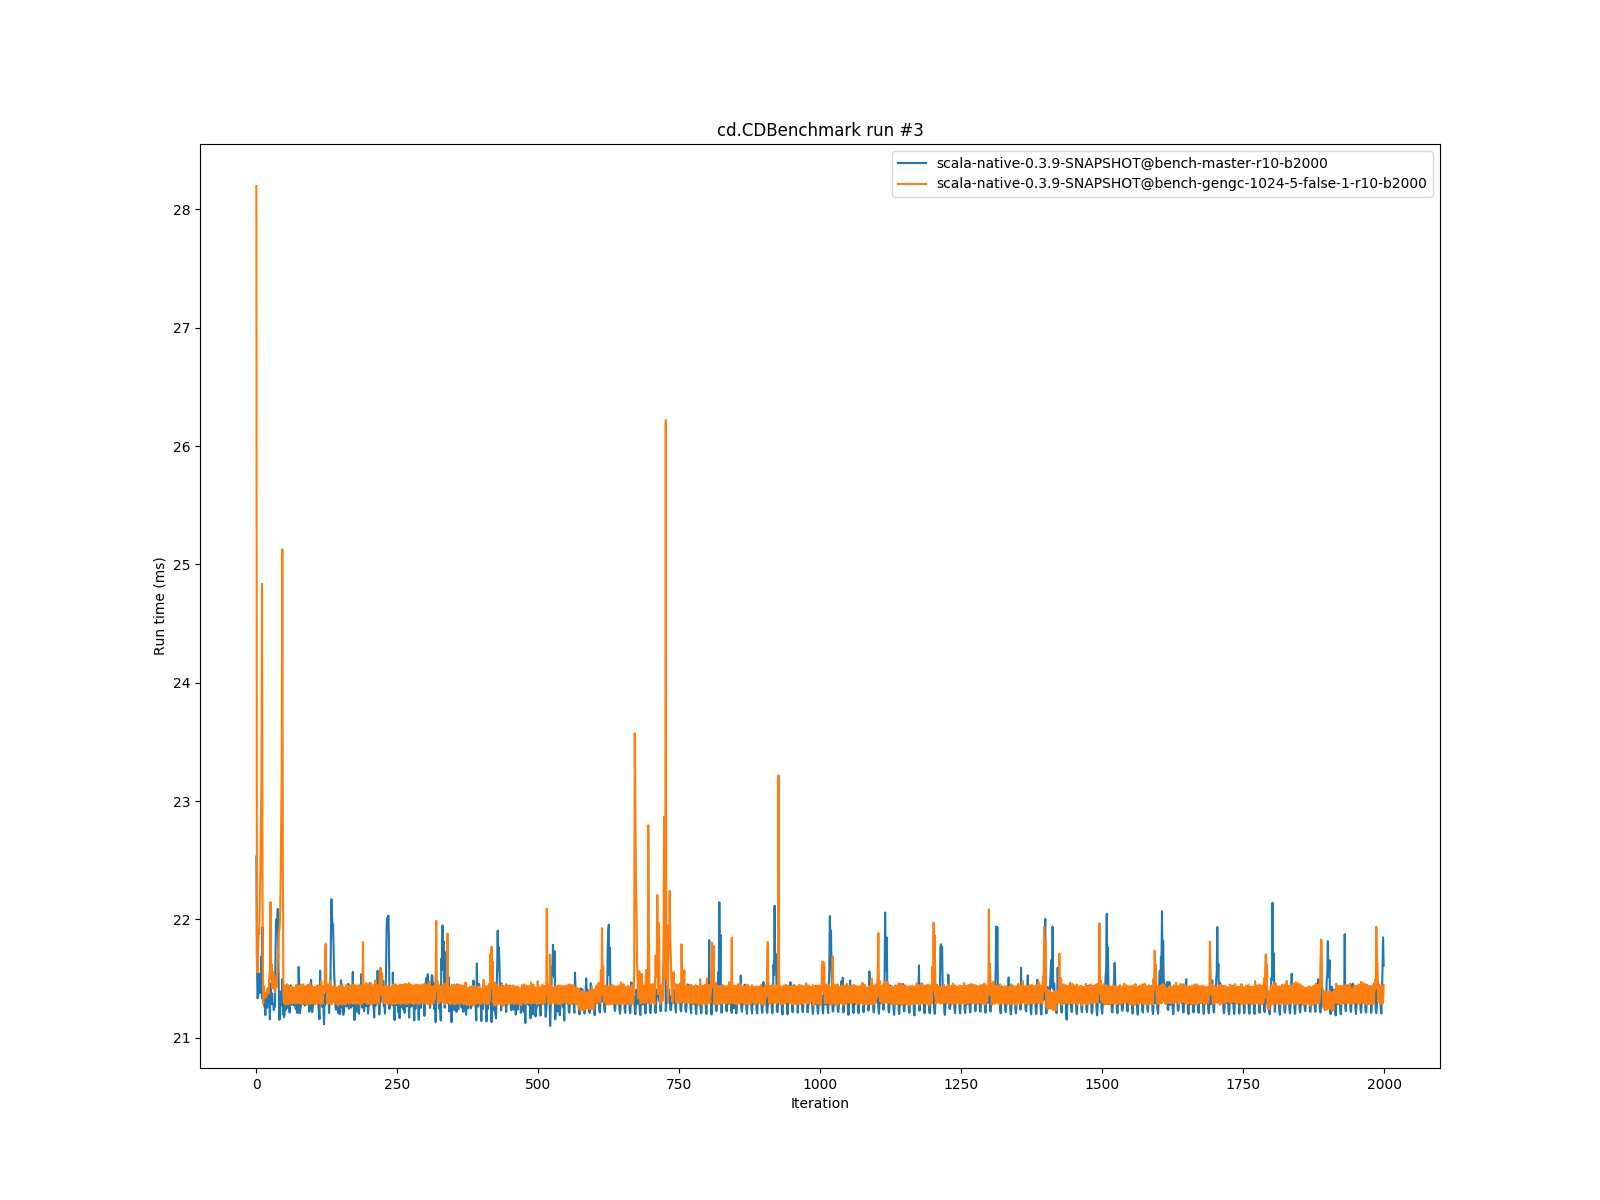 cd.CDBenchmark run #3
scala-native-0.3.9-SNAPSHOT@bench-master-r10-b2000
scala-native-0.3.9-SNAPSHOT@bench-gengc-1024-5-false-1-r10-b2000
28
27
26
25
24
23
22
21
Run time (ms)
0 250 500 750 1000 1250 1500 1750 2000
Iteration